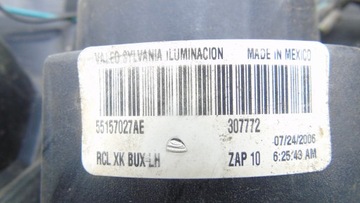 VALEO SYLVANIA ILUMINACION MADE IN MEXICO
55157027AE 307772 07/24/2006
RCL XK BUX-LH ZAP 10 6:25:43 AM